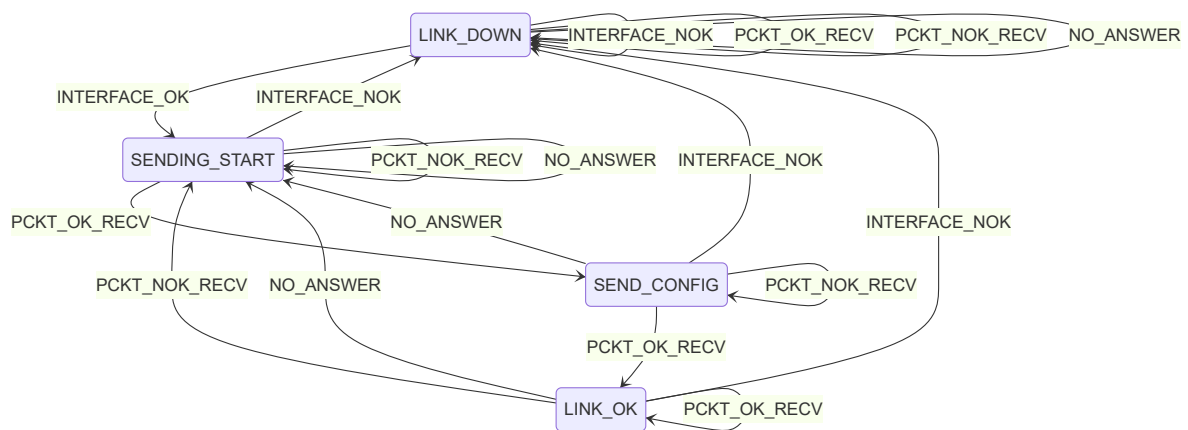 LINK_DOWN
INTERFACE_NOK
PCKT_OK_RECV
PCKT_NOK_RECV
NO_ANSWER
INTERFACE_OK
INTERFACE_NOK
SENDING_START
PCKT_NOK_RECV
NO_ANSWER
INTERFACE_NOK
PCKT_OK_RECV
NO_ANSWER
INTERFACE_NOK
PCKT_NOK_RECV
NO_ANSWER
SEND_CONFIG
PCKT_NOK_RECV
PCKT_OK_RECV
LINK_OK
PCKT_OK_RECV